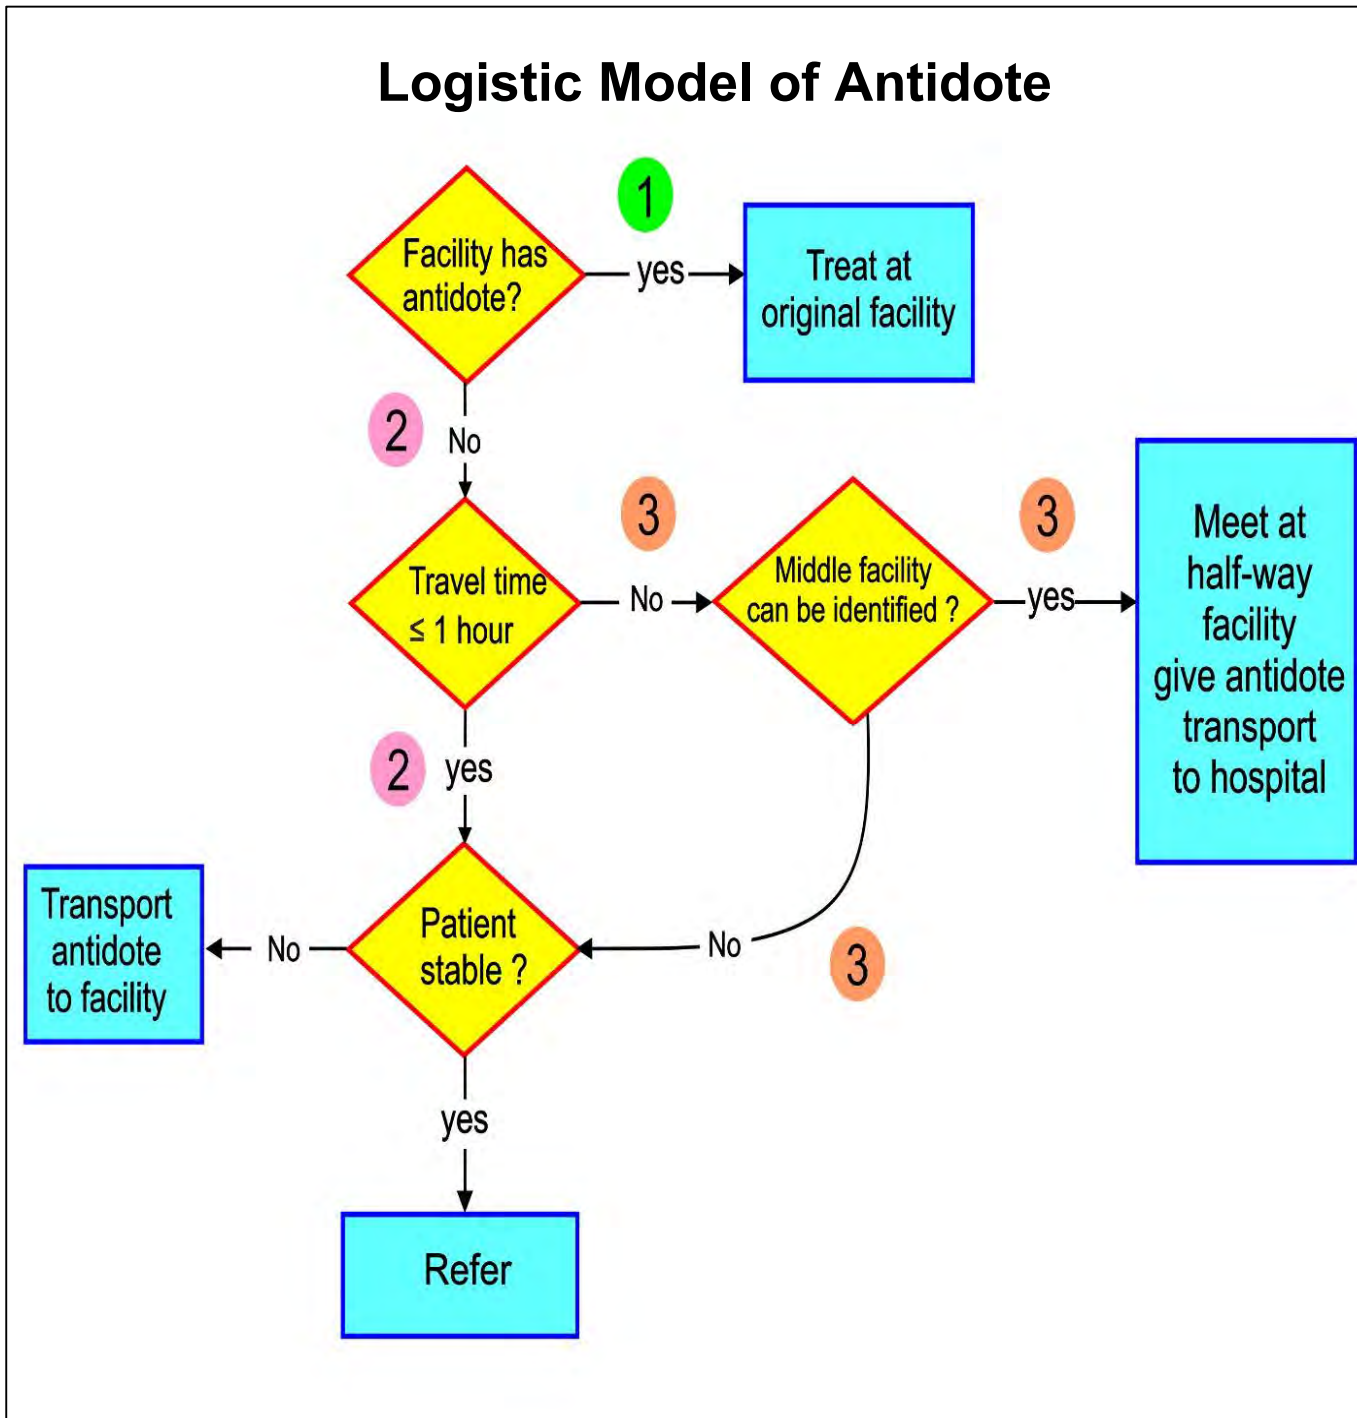 Logistic Model of Antidote
1
Facility has
antidote?
yes
Treat at
original facility
2
No
3
3
Travel time
≤ 1 hour
No
Middle facility
can be identified ?
yes
Meet at
half-way
facility
give antidote
transport
to hospital
2
yes
Transport
antidote
to facility
No
Patient
stable ?
No
3
yes
Refer